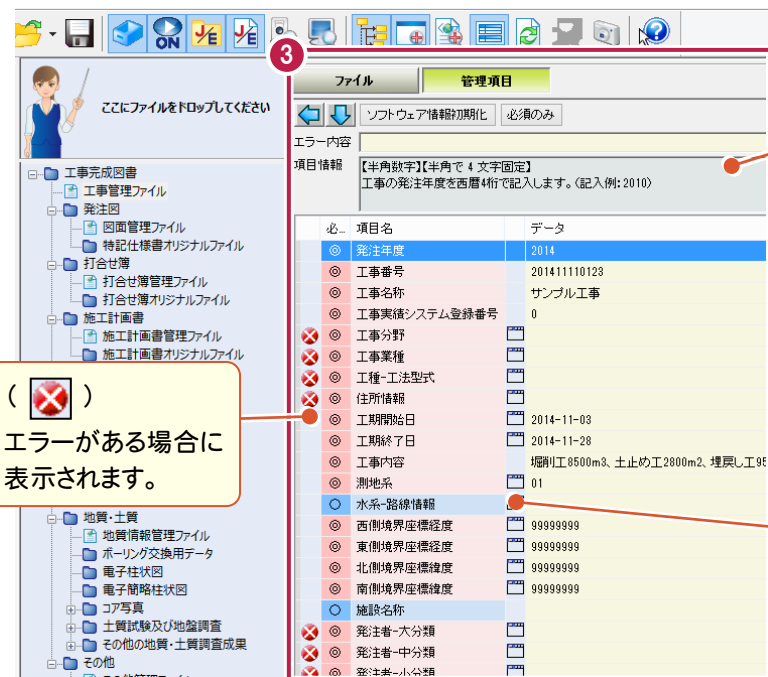 ON
J/E
J/E
3
ここにファイルをドロップしてください
工事完成図書
工事管理ファイル
発注図
図面管理ファイル
特記仕様書オリジナルファイル
打合せ簿
打合せ簿管理ファイル
打合せ簿オリジナルファイル
施工計画書
施工計画書管理ファイル
施工計画書オリジナルファイル
( )
エラーがある場合に
表示されます。
地質・土質
地質情報管理ファイル
ボーリング交換用データ
電子柱状図
電子簡略柱状図
コア写真
土質試験及び地盤調査
その他の地質・土質調査成果
その他
ファイル 管理項目
ソフトウェア情報初期化 必須のみ
エラー内容
項目情報 【半角数字】【半角で 4 文字固定】
工事の発注年度を西暦4桁で記入します。(記入例:2010)
必... 項目名 データ
◎ 発注年度 2014
◎ 工事番号 201411110123
◎ 工事名称 サンプル工事
◎ 工事実績システム登録番号 0
◎ 工事分野
◎ 工事業種
◎ 工種-工法型式
◎ 住所情報
◎ 工期開始日 2014-11-03
◎ 工期終了日 2014-11-28
◎ 工事内容 掘削工8500m3、土止め工2800m2、埋戻し工95
◎ 測地系 01
○ 水系-路線情報
◎ 西側境界座標経度 99999999
◎ 東側境界座標経度 99999999
◎ 北側境界座標緯度 99999999
◎ 南側境界座標緯度 99999999
○ 施設名称
◎ 発注者-大分類
◎ 発注者-中分類
◎ 発注者-小分類